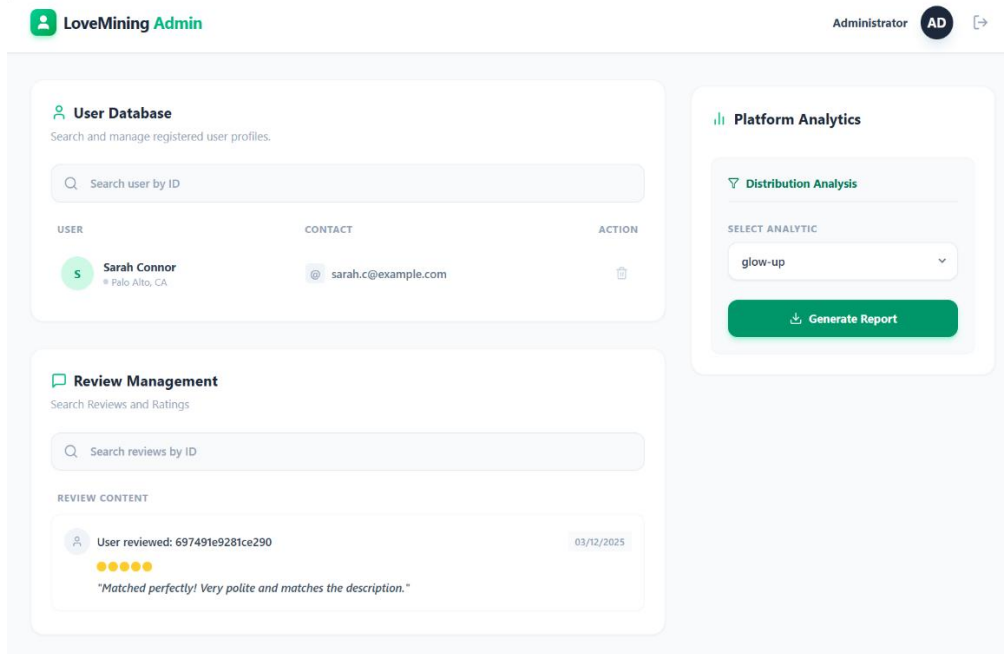 LoveMining Admin
Administrator AD
User Database
Search and manage registered user profiles.
Search user by ID
USER CONTACT ACTION
S Sarah Connor @ sarah.c@example.com
Palo Alto, CA
Review Management
Search Reviews and Ratings
Search reviews by ID
REVIEW CONTENT
User reviewed: 697491e9281ce290 03/12/2025
"Matched perfectly! Very polite and matches the description."
Platform Analytics
Distribution Analysis
SELECT ANALYTIC
glow-up
Generate Report